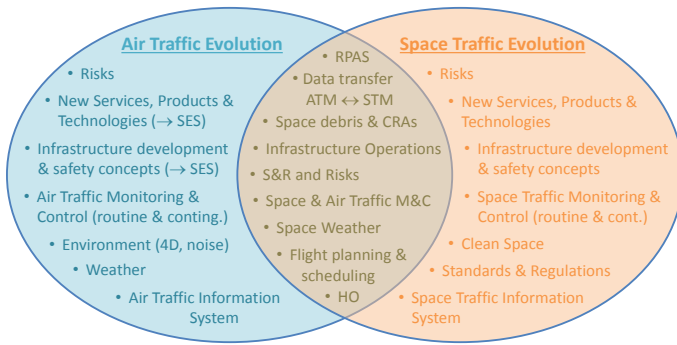 Air Traffic Evolution
• Risks
• New Services, Products &
Technologies (→ SES)
• Infrastructure development
& safety concepts (→ SES)
• Air Traffic Monitoring &
Control (routine & conting.)
• Environment (4D, noise)
• Weather
• Air Traffic Information
System
• RPAS
• Data transfer
ATM ↔ STM
• Space debris & CRAs
• Infrastructure Operations
• S&R and Risks
• Space & Air Traffic M&C
• Space Weather
• Flight planning &
scheduling
• HO
Space Traffic Evolution
• Risks
• New Services, Products &
Technologies
• Infrastructure development
& safety concepts
• Space Traffic Monitoring &
Control (routine & cont.)
• Clean Space
• Standards & Regulations
• Space Traffic Information
System